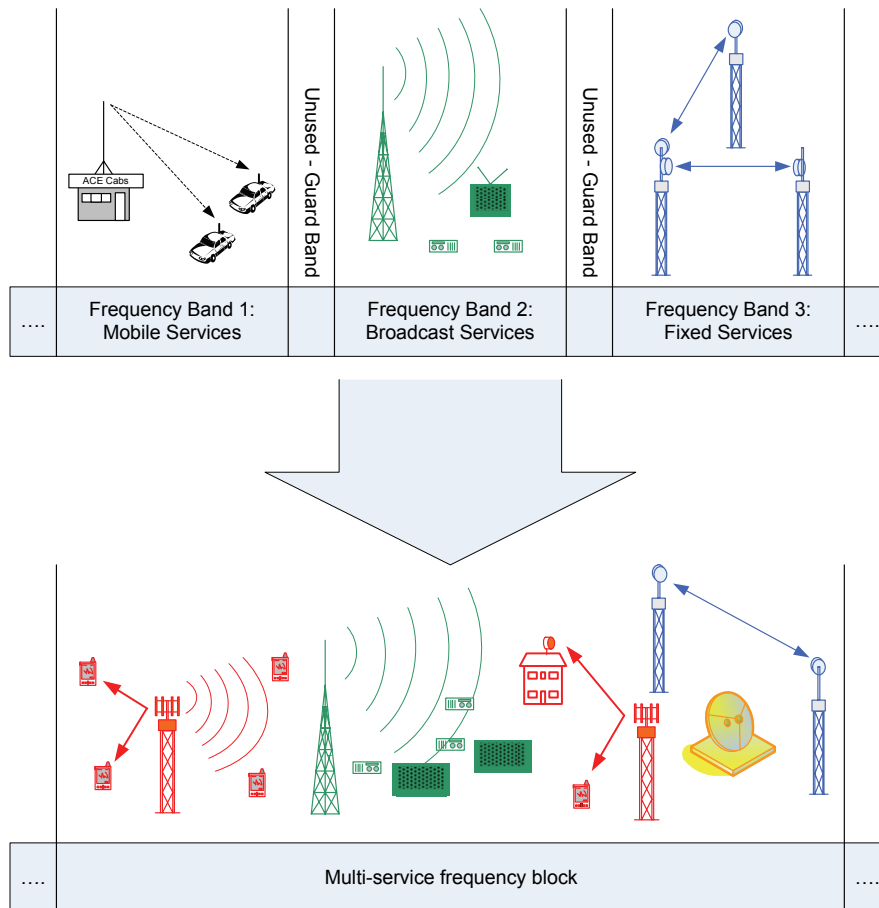 ACE Cabs
Unused - Guard Band
Unused - Guard Band
....
Frequency Band 1:
Mobile Services
Frequency Band 2:
Broadcast Services
Frequency Band 3:
Fixed Services
....
....
Multi-service frequency block
....